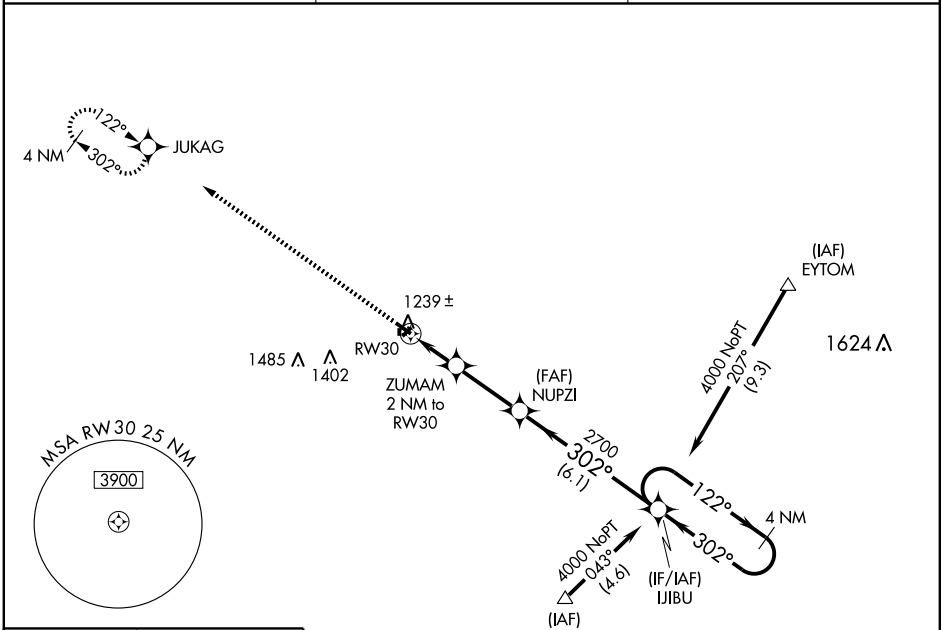 122°
302°
4 NM
JUKAG
(IAF)
EYTOM
4000 NoPT
207°
(9.3)
1624
1239 ±
RW30
1485
1402
ZUMAM
2 NM to
RW30
(FAF)
NUPZI
2700
302°
(6.1)
122°
302°
4 NM
(IF/IAF)
IJIBU
4000 NoPT
043°
(4.6)
(IAF)
MSA RW30 25 NM
3900